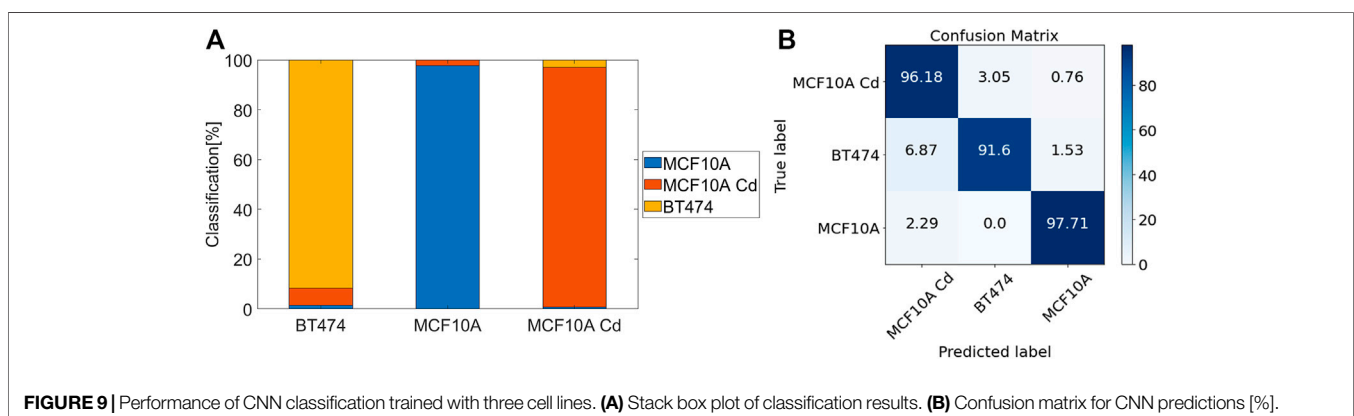 A
100
80
60
40
20
0
Classification[%]
BT474 MCF10A MCF10A Cd
MCF10A
MCF10A Cd
BT474
B
Confusion Matrix
True label
MCF10A Cd 96.18 3.05 0.76
BT474 6.87 91.6 1.53
MCF10A 2.29 0.0 97.71
MCF10A Cd BT474 MCF10A
Predicted label
80
60
40
20
0
FIGURE 9 | Performance of CNN classification trained with three cell lines. (A) Stack box plot of classification results. (B) Confusion matrix for CNN predictions [%].